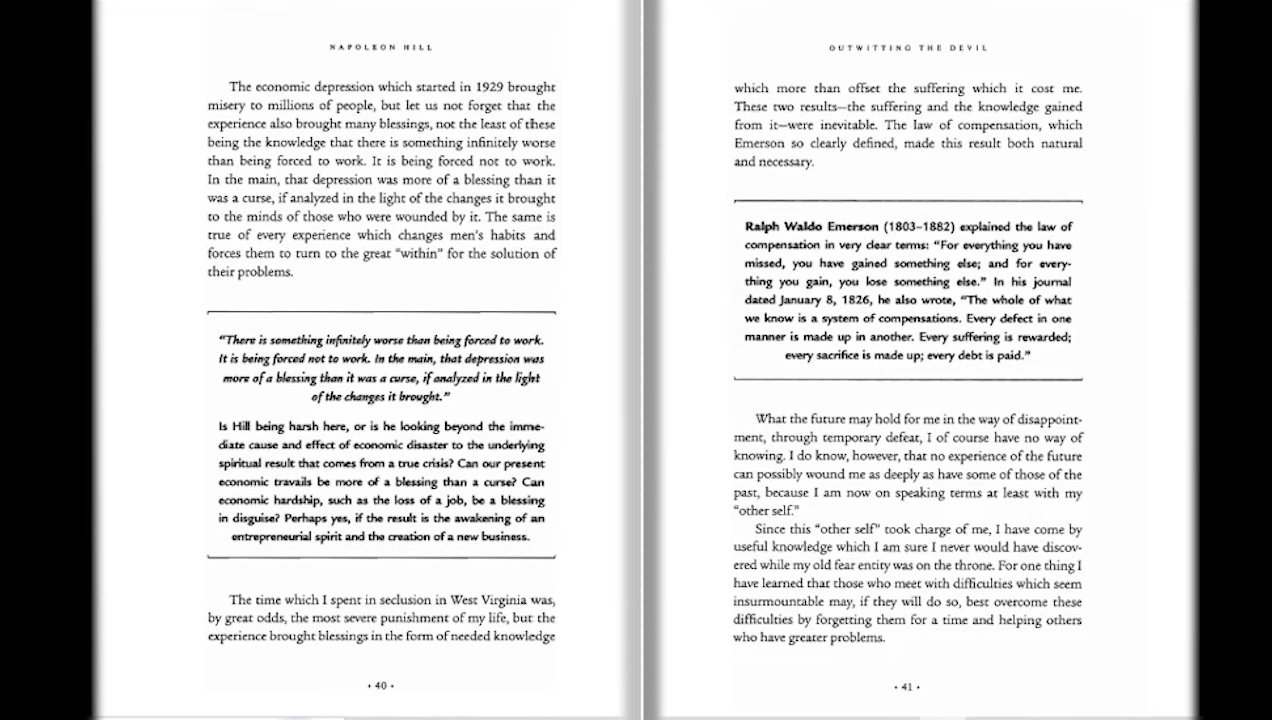 NAPOLEON HILL
The economic depression which started in 1929 brought
misery to millions of people, but let us not forget that the
experience also brought many blessings, not the least of these
being the knowledge that there is something infinitely worse
than being forced to work. It is being forced not to work.
In the main, that depression was more of a blessing than it
was a curse, if analyzed in the light of the changes it brought
to the minds of those who were wounded by it. The same is
true of every experience which changes men's habits and
forces them to turn to the great "within" for the solution of
their problems.
"There is something infinitely worse than being forced to work.
It is being forced not to work. In the main, that depression was
more of a blessing than it was a curse, if analyzed in the light
of the changes it brought."
Is Hill being harsh here, or is he looking beyond the imme-
diate cause and effect of economic disaster to the underlying
spiritual result that comes from a true crisis? Can our present
economic travails be more of a blessing than a curse? Can
economic hardship, such as the loss of a job, be a blessing
in disguise? Perhaps yes, if the result is the awakening of an
entrepreneurial spirit and the creation of a new business.
The time which I spent in seclusion in West Virginia was,
by great odds, the most severe punishment of my life, but the
experience brought blessings in the form of needed knowledge
• 40 •
OUTWITTING THE DEVIL
which more than offset the suffering which it cost me.
These two results—the suffering and the knowledge gained
from it—were inevitable. The law of compensation, which
Emerson so clearly defined, made this result both natural
and necessary.
Ralph Waldo Emerson (1803–1882) explained the law of
compensation in very clear terms: "For everything you have
missed, you have gained something else; and for every-
thing you gain, you lose something else." In his journal
dated January 8, 1826, he also wrote, "The whole of what
we know is a system of compensations. Every defect in one
manner is made up in another. Every suffering is rewarded;
every sacrifice is made up; every debt is paid."
What the future may hold for me in the way of disappoint-
ment, through temporary defeat, I of course have no way of
knowing. I do know, however, that no experience of the future
can possibly wound me as deeply as have some of those of the
past, because I am now on speaking terms at least with my
"other self."
Since this "other self" took charge of me, I have come by
useful knowledge which I am sure I never would have discov-
ered while my old fear entity was on the throne. For one thing I
have learned that those who meet with difficulties which seem
insurmountable may, if they will do so, best overcome these
difficulties by forgetting them for a time and helping others
who have greater problems.
• 41 •